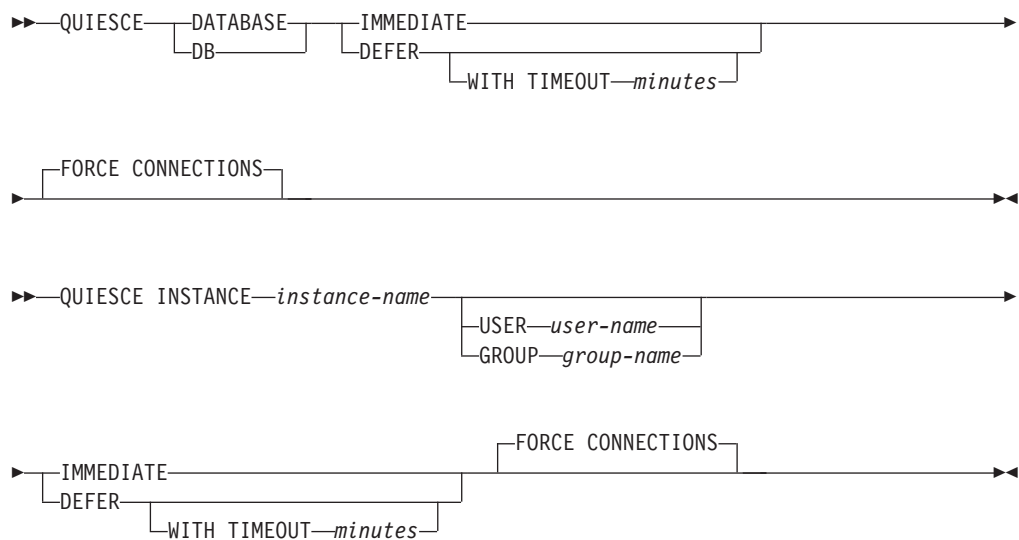 QUIESCE DATABASE IMMEDIATE
DB DEFER
WITH TIMEOUT minutes
FORCE CONNECTIONS
QUIESCE INSTANCE instance-name
USER user-name
GROUP group-name
FORCE CONNECTIONS
IMMEDIATE
DEFER
WITH TIMEOUT minutes